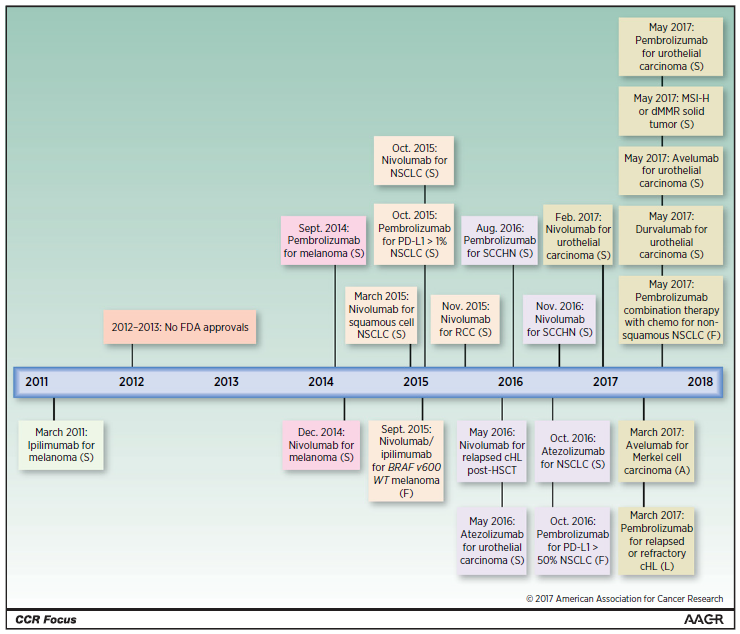 May 2017:
Pembrolizumab
for urothelial
carcinoma (S)
May 2017: MSI-H
or dMMR solid
tumor (S)
Oct. 2015:
Nivolumab for
NSCLC (S)
May 2017: Avelumab
for urothelial
carcinoma (S)
Sept. 2014:
Pembrolizumab
for melanoma (S)
Oct. 2015:
Pembrolizumab
for PD-L1 > 1%
NSCLC (S)
Aug. 2016:
Pembrolizumab
for SCCHN (S)
Feb. 2017:
Nivolumab for
urothelial
carcinoma (S)
May 2017:
Durvalumab for
urothelial
carcinoma (S)
2012–2013: No FDA approvals
March 2015:
Nivolumab for
squamous cell
NSCLC (S)
Nov. 2015:
Nivolumab
for RCC (S)
Nov. 2016:
Nivolumab
for SCCHN (S)
May 2017:
Pembrolizumab
combination therapy
with chemo for non-
squamous NSCLC (F)
2011 2012 2013 2014 2015 2016 2017 2018
March 2011:
Ipilimumab for
melanoma (S)
Dec. 2014:
Nivolumab for
melanoma (S)
Sept. 2015:
Nivolumab/
ipilimumab
for BRAF v600
WT melanoma
(F)
May 2016:
Nivolumab for
relapsed cHL
post-HSCT
Oct. 2016:
Atezolizumab
for NSCLC (S)
March 2017:
Avelumab for
Merkel cell
carcinoma (A)
May 2016:
Atezolizumab
for urothelial
carcinoma (S)
Oct. 2016:
Pembrolizumab
for PD-L1 >
50% NSCLC (F)
March 2017:
Pembrolizumab
for relapsed
or refractory
cHL (L)
© 2017 American Association for Cancer Research
CCR Focus
AACR